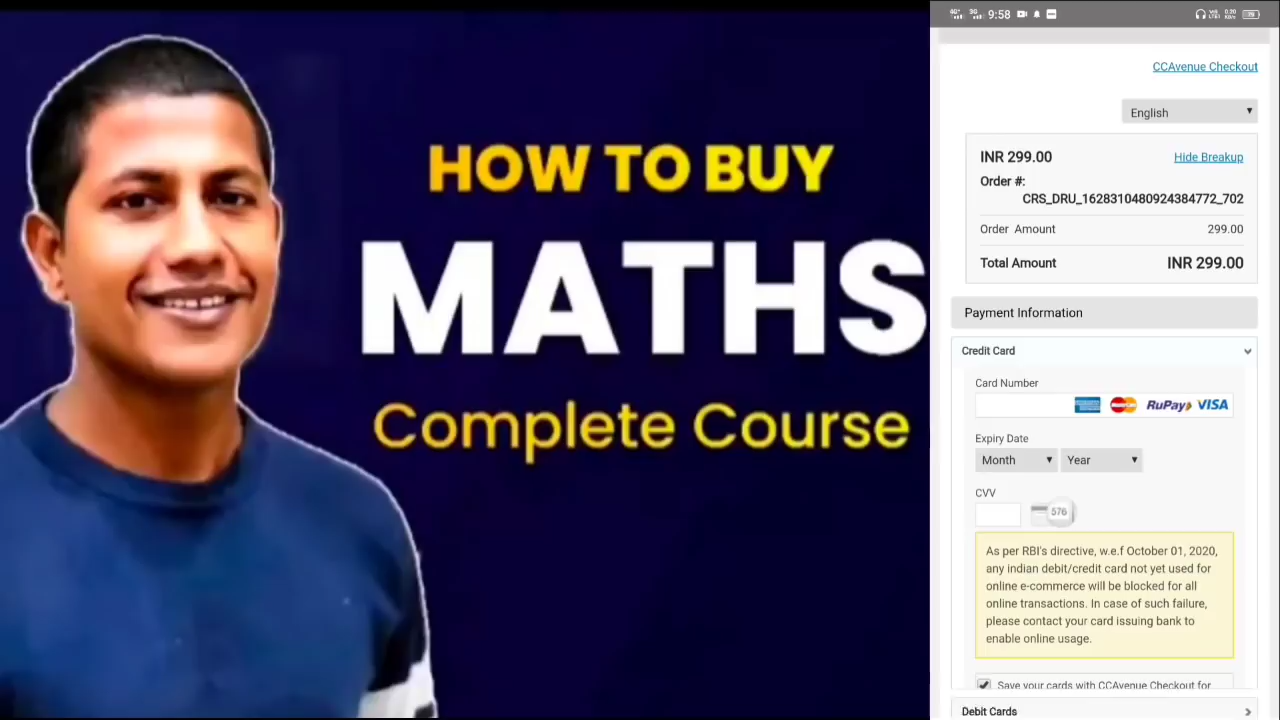 HOW TO BUY
MATHS
Complete Course
4G+ 3G 9:58
CCAvenue Checkout
English
INR 299.00 Hide Breakup
Order #:
CRS_DRU_1628310480924384772_702
Order Amount 299.00
Total Amount INR 299.00
Payment Information
Credit Card
Card Number
RuPay VISA
Expiry Date
Month Year
CVV
576
As per RBI's directive, w.e.f October 01, 2020,
any indian debit/credit card not yet used for
online e-commerce will be blocked for all
online transactions. In case of such failure,
please contact your card issuing bank to
enable online usage.
Save your cards with CCAvenue Checkout for
Debit Cards